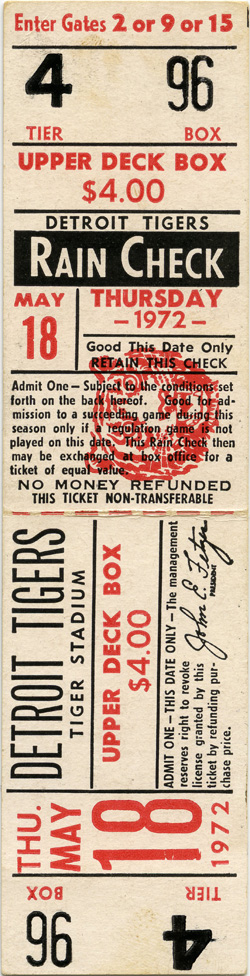 Enter Gates 2 or 9 or 15
4 96
TIER BOX
UPPER DECK BOX
$4.00
DETROIT TIGERS
RAIN CHECK
MAY
18
THURSDAY
—1972—
Good This Date Only
RETAIN THIS CHECK
Admit One — Subject to the conditions set
forth on the back hereof. Good for ad-
mission to a succeeding game during this
season only if a regulation game is not
played on this date. This Rain Check then
may be exchanged at box office for a
ticket of equal value.
NO MONEY REFUNDED
THIS TICKET NON-TRANSFERABLE
DETROIT TIGERS
TIGER STADIUM
UPPER DECK BOX
$4.00
ADMIT ONE — THIS DATE ONLY — The management
reserves right to revoke
license granted by this
ticket by refunding pur-
chase price.
John E. Fetzer
PRESIDENT
THU.
MAY
18
1972
BOX
96
TIER
4